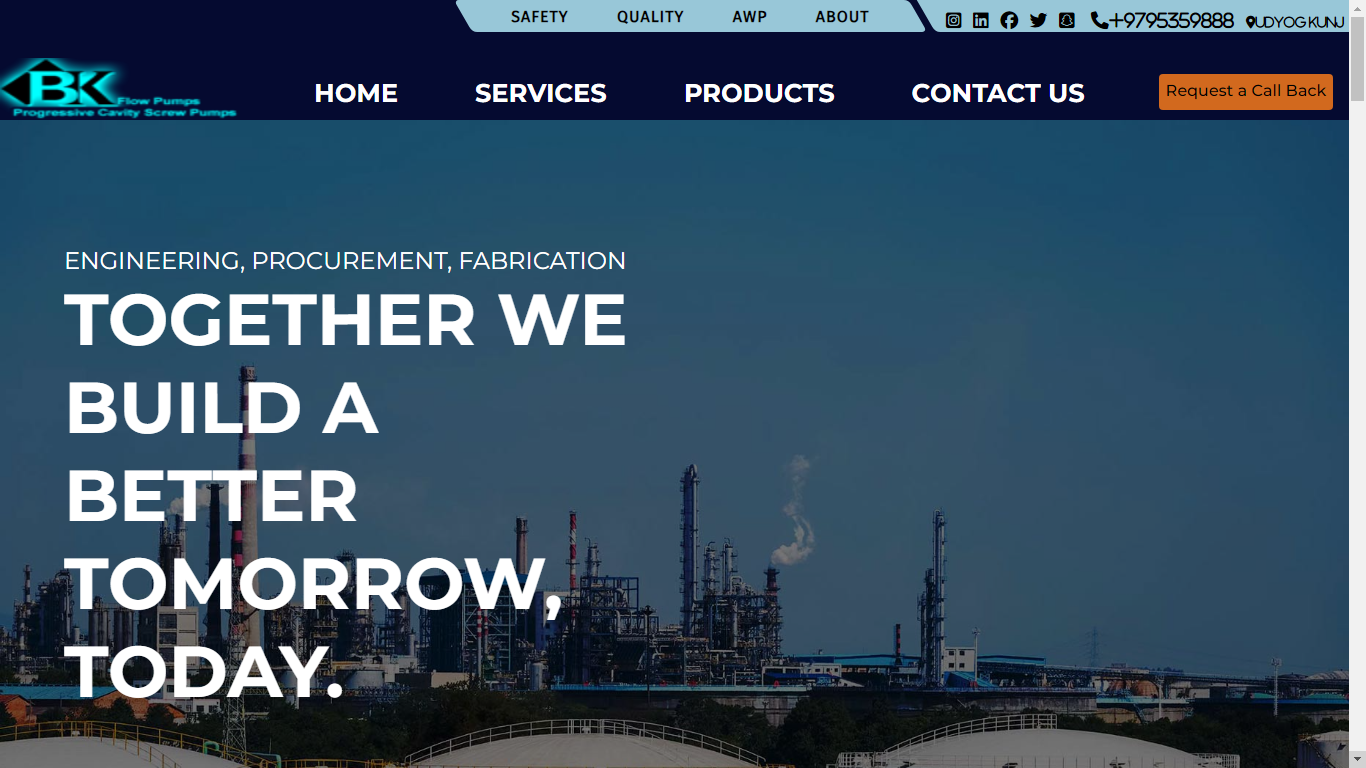 SAFETY QUALITY AWP ABOUT
+9795359888 UDYOG KUNJ
BK
Flow Pumps
Progressive Cavity Screw Pumps
HOME SERVICES PRODUCTS CONTACT US Request a Call Back
ENGINEERING, PROCUREMENT, FABRICATION
TOGETHER WE
BUILD A
BETTER
TOMORROW,
TODAY.